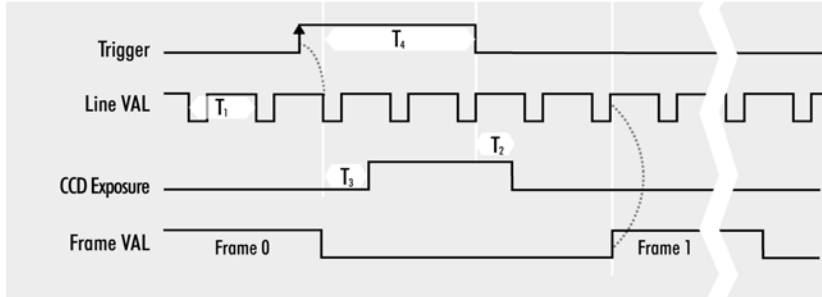 Trigger
T4
Line VAL
T1
T2
CCD Exposure
T3
Frame VAL
Frame 0
Frame 1